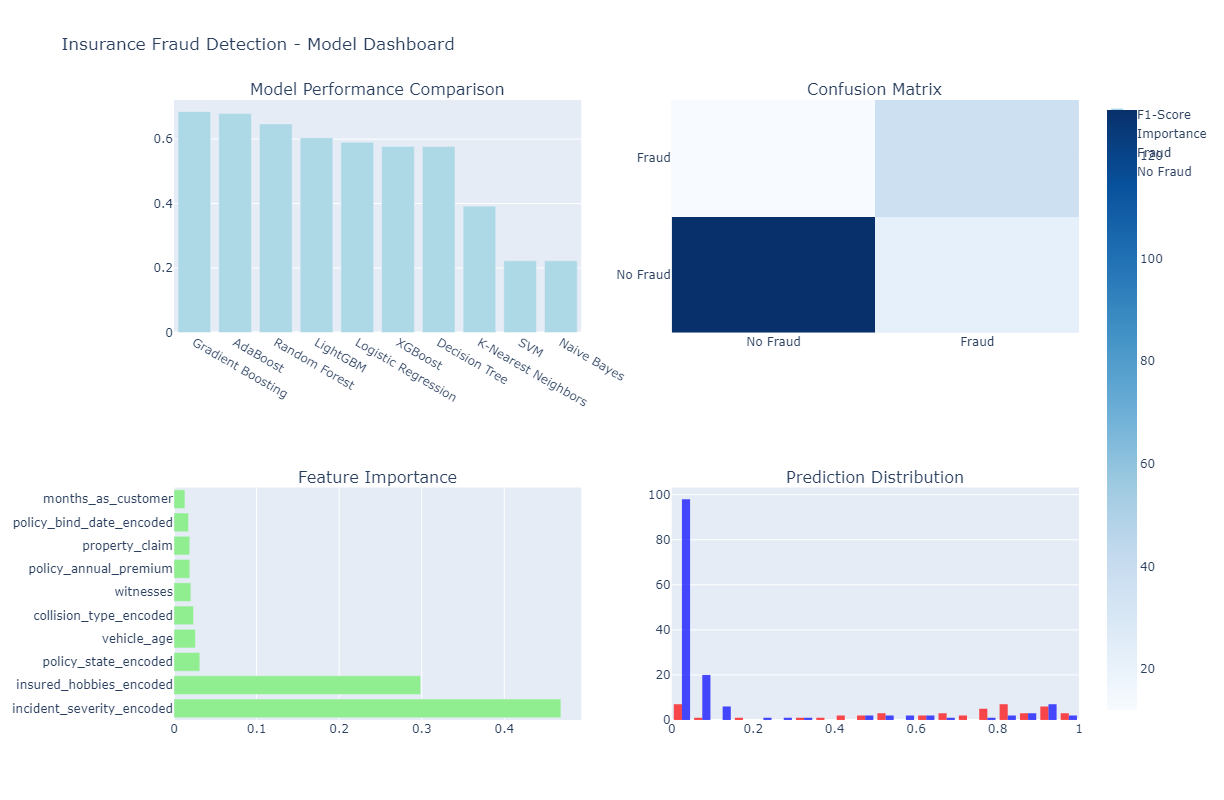 Insurance Fraud Detection - Model Dashboard
Model Performance Comparison
0.6
0.4
0.2
0
Gradient Boosting
AdaBoost
Random Forest
LightGBM
Logistic Regression
XGBoost
Decision Tree
K-Nearest Neighbors
SVM
Naive Bayes
Confusion Matrix
Fraud
No Fraud
No Fraud
Fraud
F1-Score
Importance
Fraud
No Fraud
120
100
80
60
40
20
Feature Importance
months_as_customer
policy_bind_date_encoded
property_claim
policy_annual_premium
witnesses
collision_type_encoded
vehicle_age
policy_state_encoded
insured_hobbies_encoded
incident_severity_encoded
0
0.1
0.2
0.3
0.4
Prediction Distribution
100
80
60
40
20
0
0
0.2
0.4
0.6
0.8
1